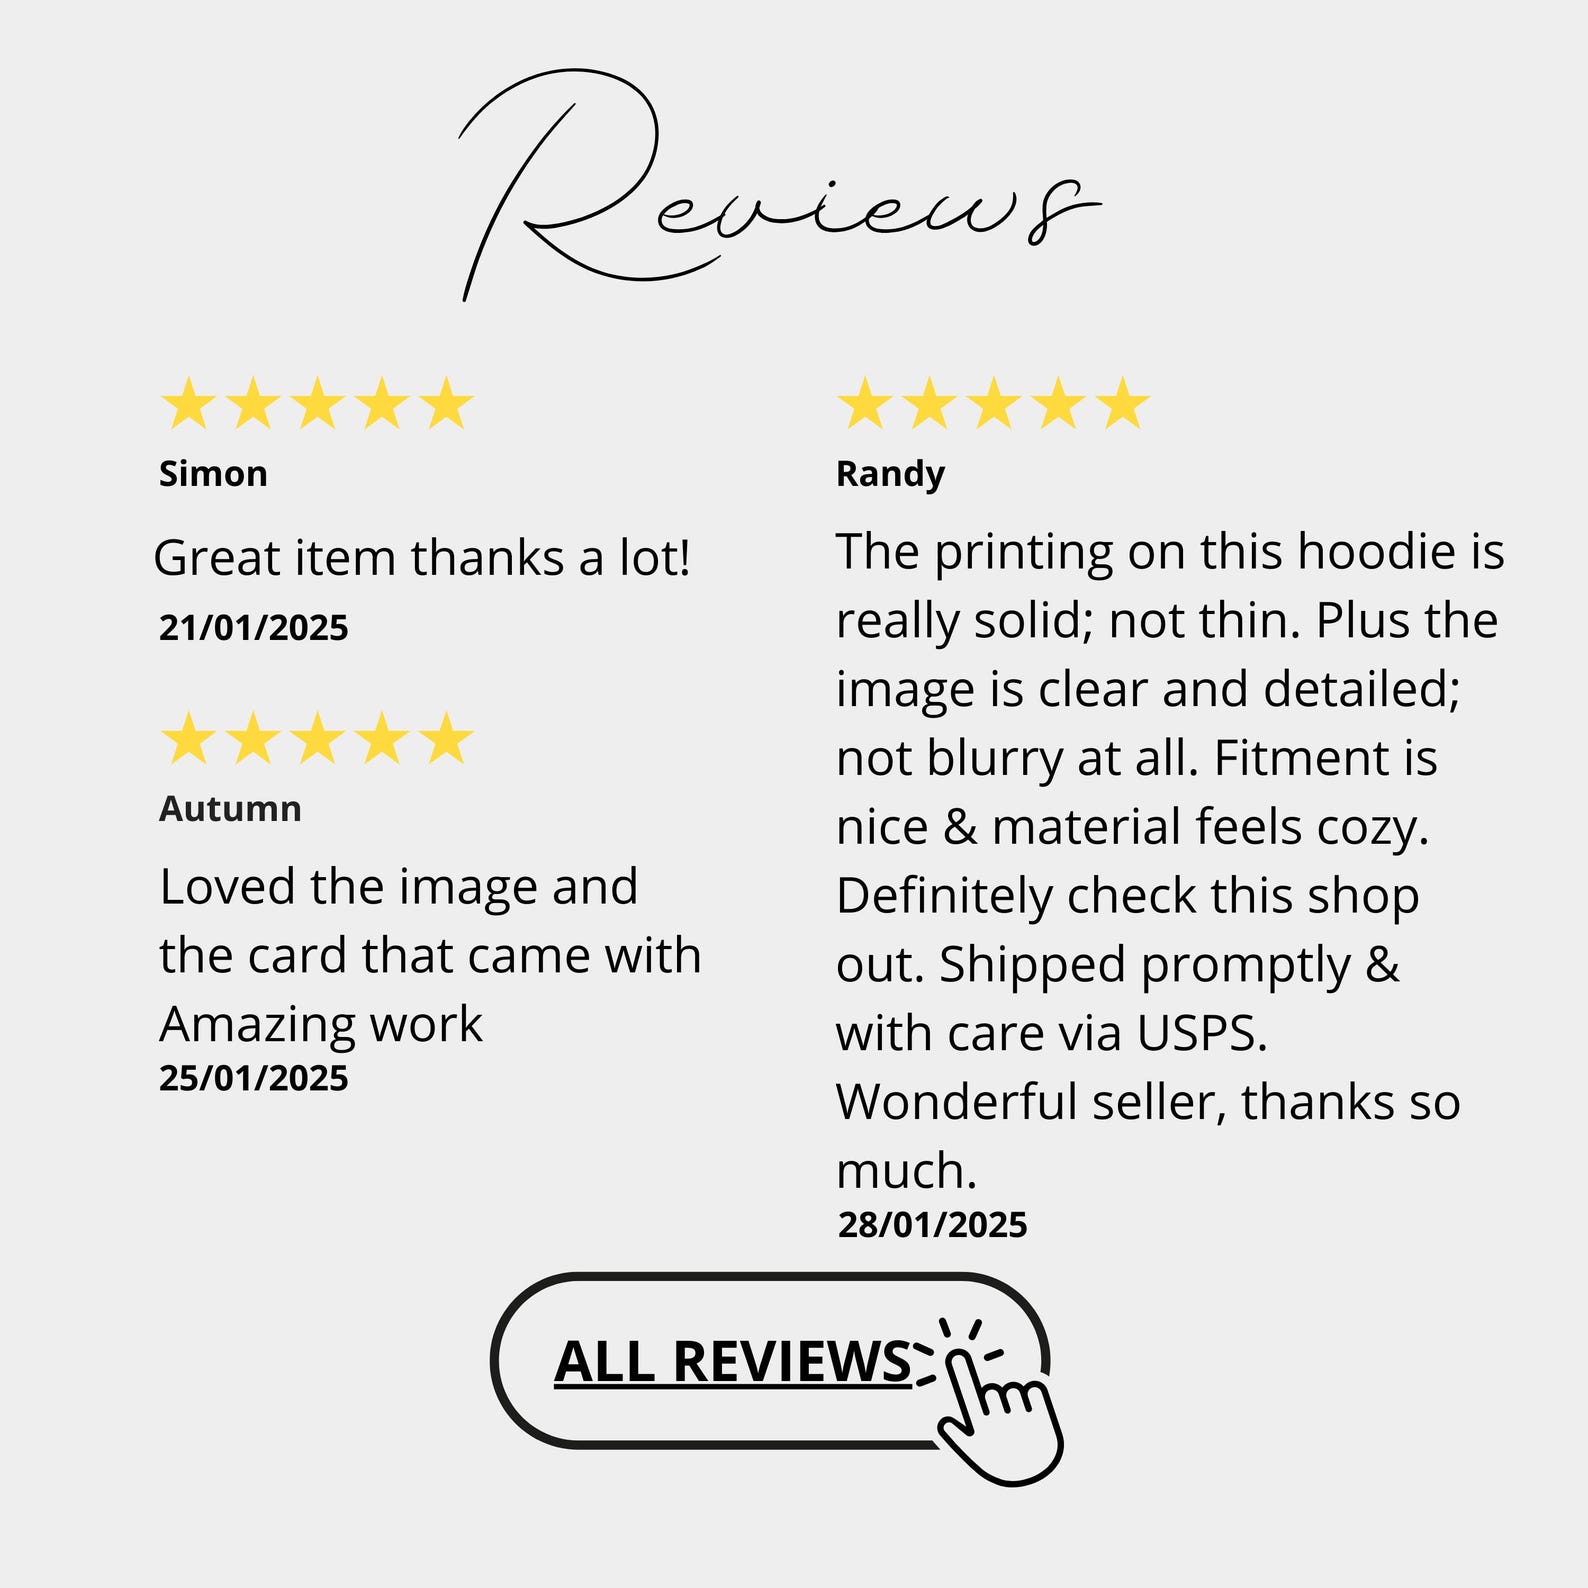 Reviews
Simon
Great item thanks a lot!
21/01/2025
Autumn
Loved the image and
the card that came with
Amazing work
25/01/2025
Randy
The printing on this hoodie is
really solid; not thin. Plus the
image is clear and detailed;
not blurry at all. Fitment is
nice & material feels cozy.
Definitely check this shop
out. Shipped promptly &
with care via USPS.
Wonderful seller, thanks so
much.
28/01/2025
ALL REVIEWS